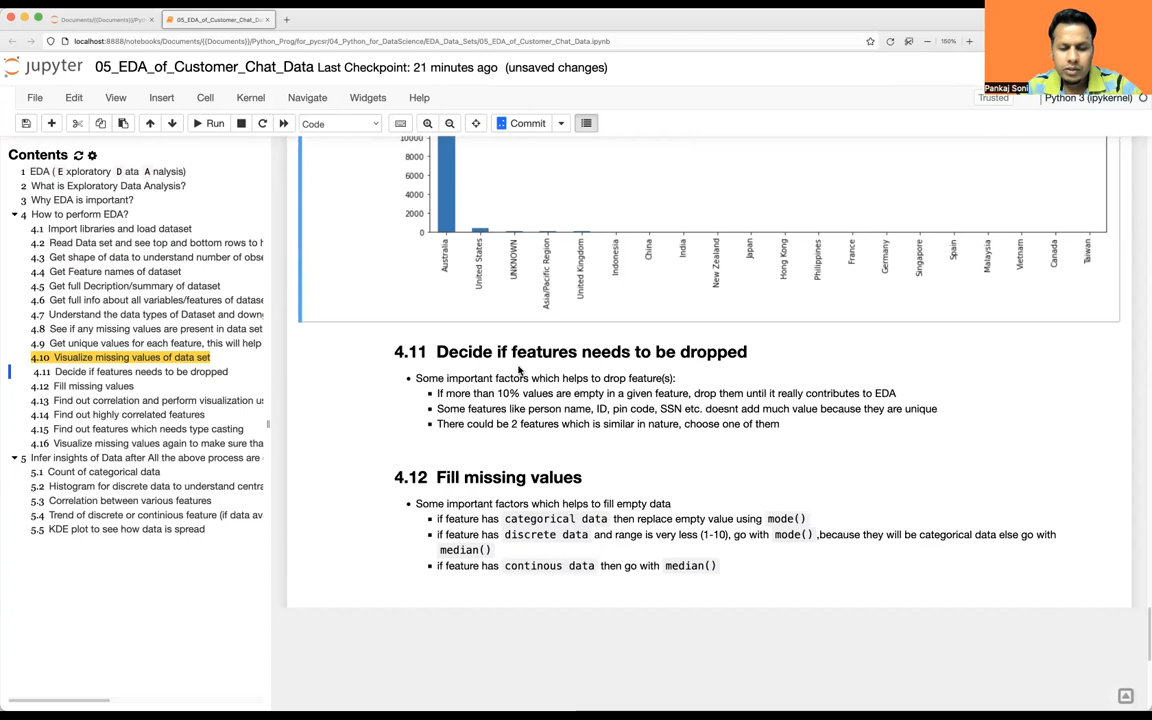 Documents/{{Documents}}/Pyt
05_EDA_of_Customer_Chat_Da
localhost:8888/notebooks/Documents/{{Documents}}/Python_Prog/for_pycsr/04_Python_for_DataScience/EDA_Data_Sets/05_EDA_of_Customer_Chat_Data.ipynb
150%
jupyter 05_EDA_of_Customer_Chat_Data Last Checkpoint: 21 minutes ago (unsaved changes)
Pankaj Soni
File Edit View Insert Cell Kernel Navigate Widgets Help
Trusted
Python 3 (ipykernel)
Run
Code
Commit
Contents
1 EDA ( E xploratory D ata A nalysis)
2 What is Exploratory Data Analysis?
3 Why EDA is important?
4 How to perform EDA?
4.1 Import libraries and load dataset
4.2 Read Data set and see top and bottom rows to h
4.3 Get shape of data to understand number of obse
4.4 Get Feature names of dataset
4.5 Get full Decription/summary of dataset
4.6 Get full info about all variables/features of datase
4.7 Understand the data types of Dataset and down
4.8 See if any missing values are present in data set
4.9 Get unique values for each feature, this will help
4.10 Visualize missing values of data set
4.11 Decide if features needs to be dropped
4.12 Fill missing values
4.13 Find out correlation and perform visualization us
4.14 Find out highly correlated features
4.15 Find out features which needs type casting
4.16 Visualize missing values again to make sure tha
5 Infer insights of Data after All the above process are
5.1 Count of categorical data
5.2 Histogram for discrete data to understand centra
5.3 Correlation between various features
5.4 Trend of discrete or continious feature (if data av
5.5 KDE plot to see how data is spread
10000
8000
6000
4000
2000
0
Australia
United States
UNKNOWN
Asia/Pacific Region
United Kingdom
Indonesia
China
India
New Zealand
Japan
Hong Kong
Philippines
France
Germany
Singapore
Spain
Malaysia
Vietnam
Canada
Taiwan
4.11 Decide if features needs to be dropped
Some important factors which helps to drop feature(s):
If more than 10% values are empty in a given feature, drop them until it really contributes to EDA
Some features like person name, ID, pin code, SSN etc. doesnt add much value because they are unique
There could be 2 features which is similar in nature, choose one of them
4.12 Fill missing values
Some important factors which helps to fill empty data
if feature has categorical data then replace empty value using mode()
if feature has discrete data and range is very less (1-10), go with mode() ,because they will be categorical data else go with
median()
if feature has continous data then go with median()